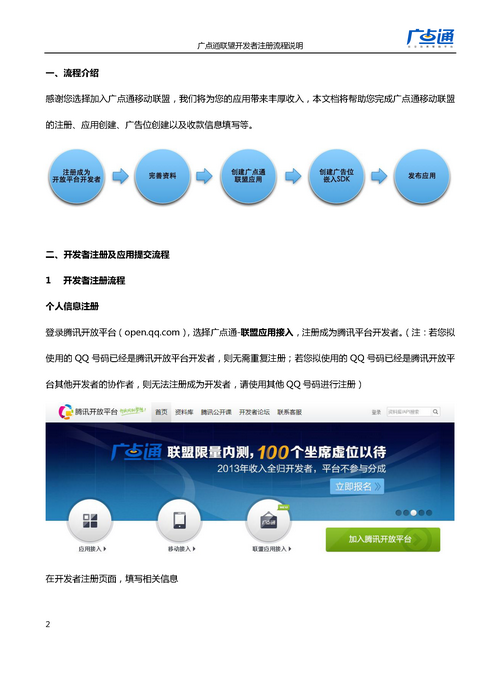 广点通联盟开发者注册流程说明
广点通
一、流程介绍
感谢您选择加入广点通移动联盟，我们将为您的应用带来丰厚收入，本文档将帮助您完成广点通移动联盟
的注册、应用创建、广告位创建以及收款信息填写等。
注册成为
开放平台开发者
完善资料
创建广点通
联盟应用
创建广告位
嵌入SDK
发布应用
二、开发者注册及应用提交流程
1 开发者注册流程
个人信息注册
登录腾讯开放平台（open.qq.com），选择广点通-联盟应用接入，注册成为腾讯平台开发者。（注：若您拟
使用的 QQ 号码已经是腾讯开放平台开发者，则无需重复注册；若您拟使用的 QQ 号码已经是腾讯开放平
台其他开发者的协作者，则无法注册成为开发者，请使用其他 QQ 号码进行注册）
腾讯开放平台
首页 资料库 腾讯公开课 开发者论坛 联系客服
登录
广点通 联盟限量内测，100个坐席虚位以待
2013年收入全归开发者，平台不参与分成
立即报名
应用接入
移动接入
联盟应用接入
加入腾讯开放平台
在开发者注册页面，填写相关信息
2